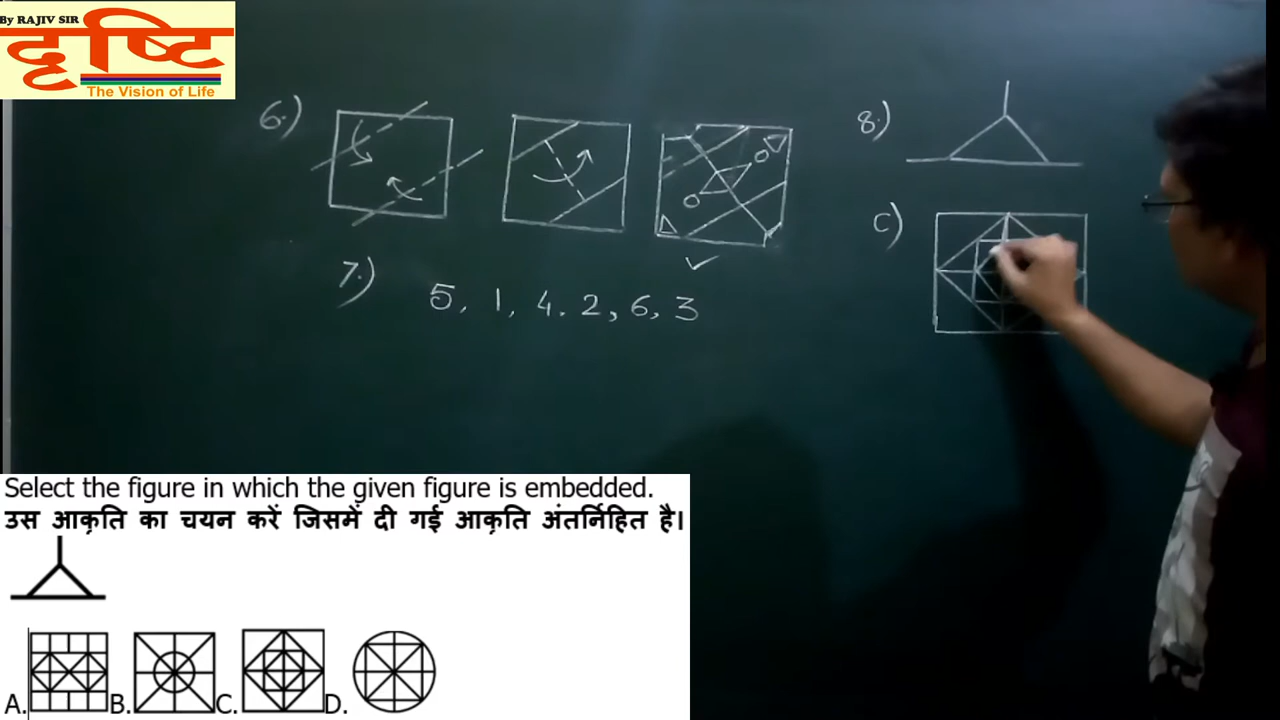 By RAJIV SIR
दृष्टि
The Vision of Life
6.)
8.)
C)
7.)
5, 1, 4, 2, 6, 3
Select the figure in which the given figure is embedded.
उस आकृति का चयन करें जिसमें दी गई आकृति अंतर्निहित है।
A. B. C. D.